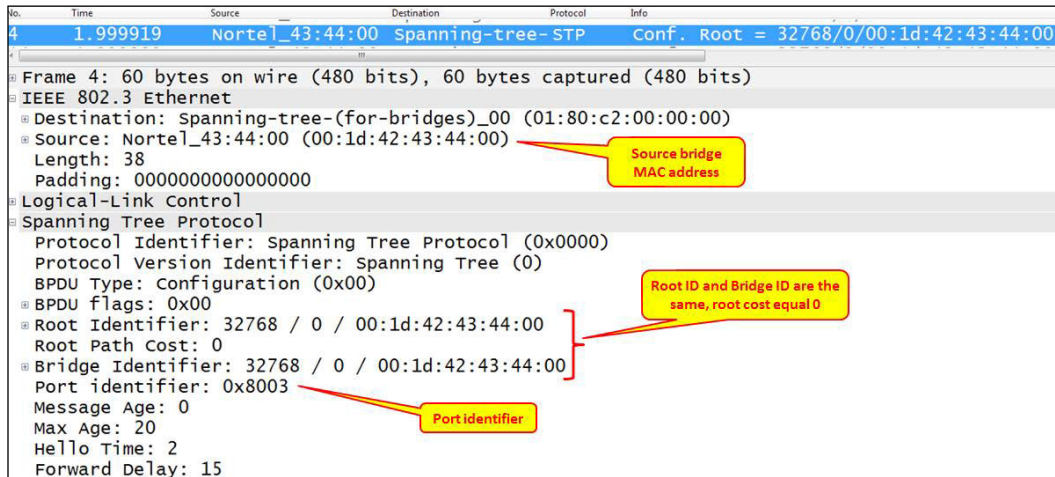 No. Time Source Destination Protocol Info
4 1.999919 Nortel_43:44:00 Spanning-tree- STP Conf. Root = 32768/0/00:1d:42:43:44:00
Frame 4: 60 bytes on wire (480 bits), 60 bytes captured (480 bits)
IEEE 802.3 Ethernet
Destination: Spanning-tree-(for-bridges)_00 (01:80:c2:00:00:00)
Source: Nortel_43:44:00 (00:1d:42:43:44:00)
Source bridge
MAC address
Length: 38
Padding: 0000000000000000
Logical-Link Control
Spanning Tree Protocol
Protocol Identifier: Spanning Tree Protocol (0x0000)
Protocol Version Identifier: Spanning Tree (0)
BPDU Type: Configuration (0x00)
BPDU flags: 0x00
Root ID and Bridge ID are the
same, root cost equal 0
Root Identifier: 32768 / 0 / 00:1d:42:43:44:00
Root Path Cost: 0
Bridge Identifier: 32768 / 0 / 00:1d:42:43:44:00
Port identifier: 0x8003
Port identifier
Message Age: 0
Max Age: 20
Hello Time: 2
Forward Delay: 15